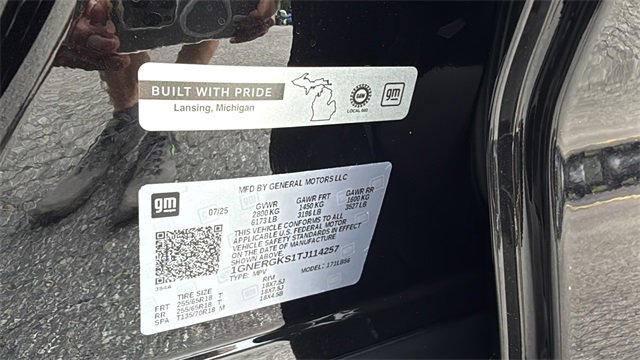 BUILT WITH PRIDE
Lansing, Michigan
UAW
LOCAL 602
gm
gm
MFD BY GENERAL MOTORS LLC
07/25
GVWR GAWR FRT GAWR RR
2800 KG 1450 KG 1600 KG
6173 LB 3196 LB 3527 LB
THIS VEHICLE CONFORMS TO ALL
APPLICABLE U.S. FEDERAL MOTOR
VEHICLE SAFETY STANDARDS IN EFFECT
ON THE DATE OF MANUFACTURE
SHOWN ABOVE
1GNERGKS1TJ114257
TYPE: MPV MODEL: 1T1LB56
TIRE SIZE RIM
FRT 255/65R18 T 18X7.5J
RR 255/65R18 T 18X7.5J
SPA T135/70R18 M 18X4.5B